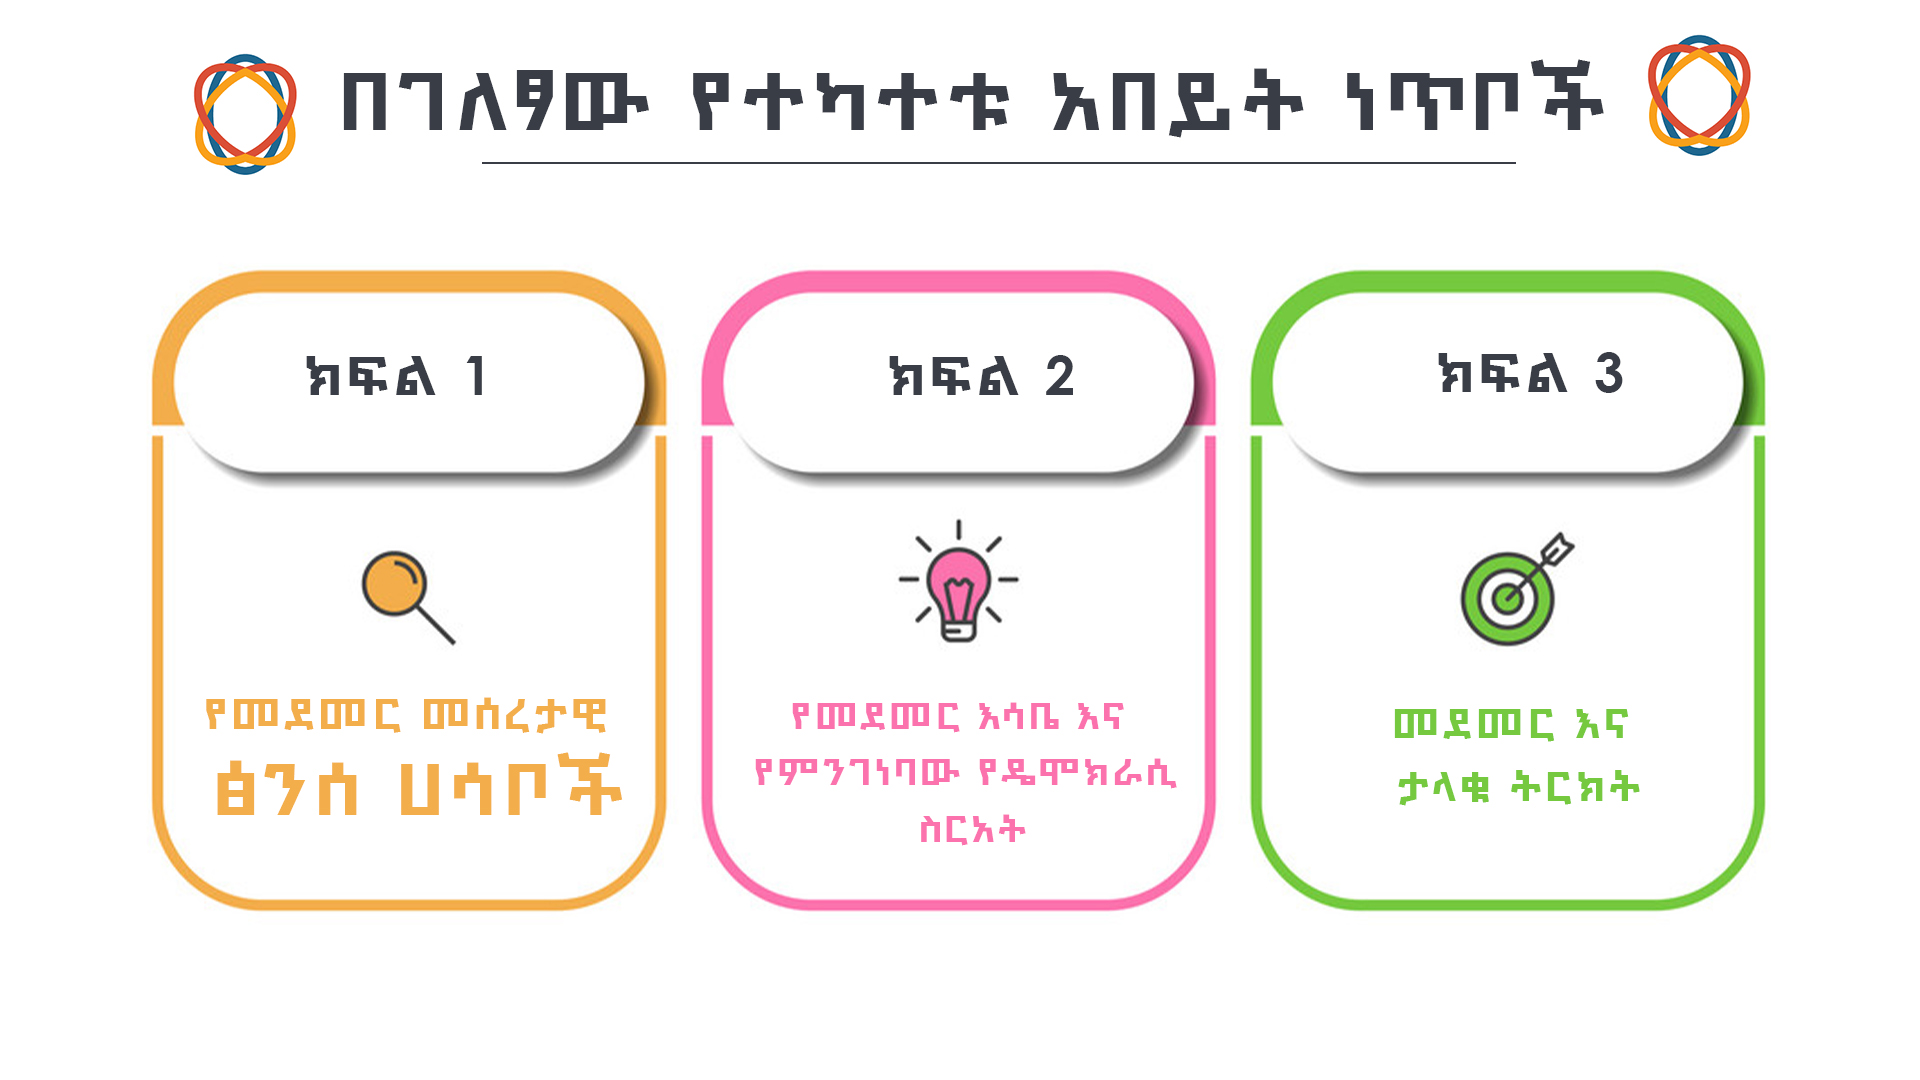 በገለፃው የተካተቱ አበይት ነጥቦች
ክፍል 1
የመደመር መሰረታዊ
ፅንሰ ሀሳቦች
ክፍል 2
የመደመር እሳቤ እና
የምንገነባው የዴሞክራሲ
ስርአት
ክፍል 3
መደመር እና
ታላቁ ትርክት